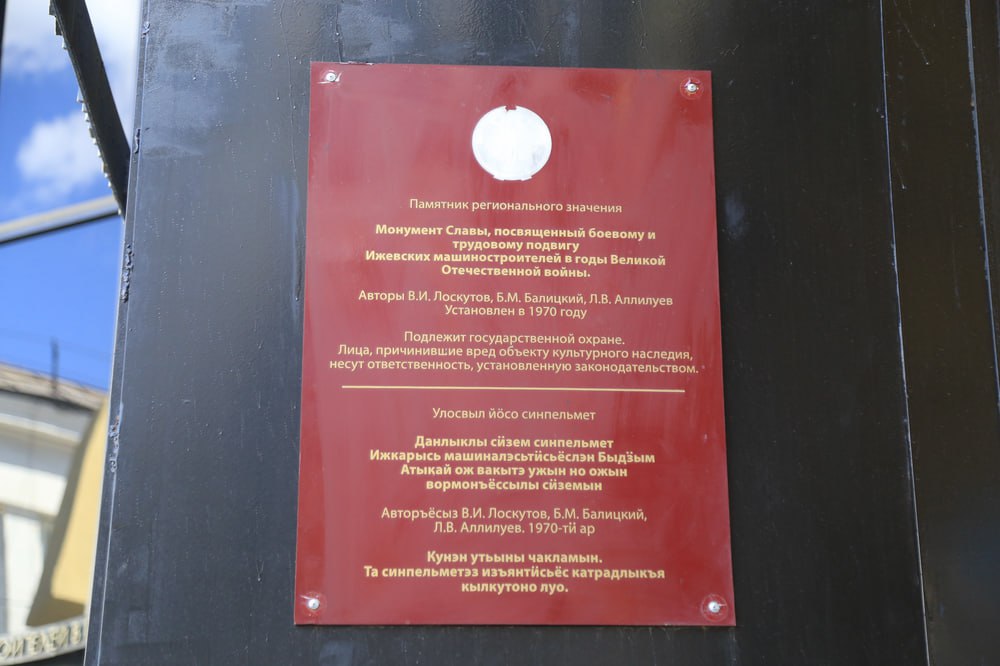 Памятник регионального значения
Монумент Славы, посвященный боевому и
трудовому подвигу
Ижевских машиностроителей в годы Великой
Отечественной войны.
Авторы В.И. Лоскутов, Б.М. Балицкий, Л.В. Аллилуев
Установлен в 1970 году
Подлежит государственной охране.
Лица, причинившие вред объекту культурного наследия,
несут ответственность, установленную законодательством.
Улосвыл йӧсо синпельмет
Данлыклы сӥзем синпельмет
Ижкарысь машиналэсьтӥсьёслэн Быдӟым
Атыкай ож вакытэ ужын но ожын
вормонъёссылы сӥземын
Авторъёсыз В.И. Лоскутов, Б.М. Балицкий,
Л.В. Аллилуев. 1970-тӥ ар
Кунэн утьыны чакламын.
Та синпельметэз изъянтӥсьёс катрадлыкъя
кылкутоно луо.